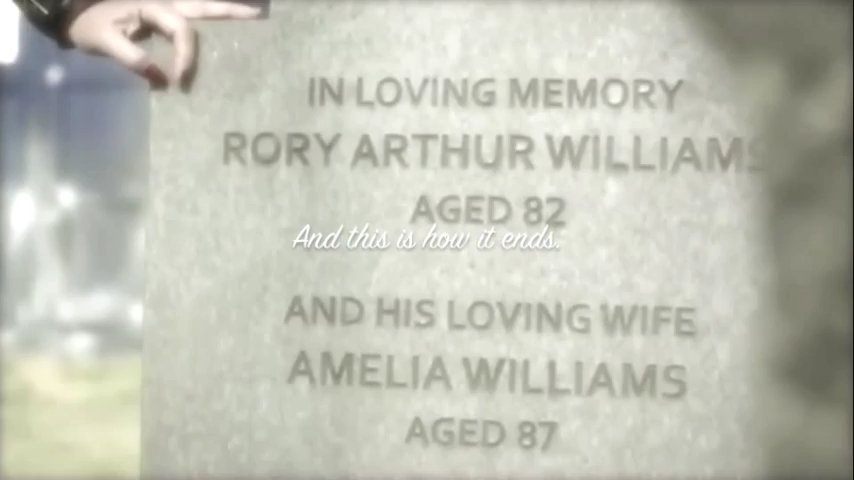 IN LOVING MEMORY
RORY ARTHUR WILLIAMS
AGED 82
And this is how it ends.
AND HIS LOVING WIFE
AMELIA WILLIAMS
AGED 87